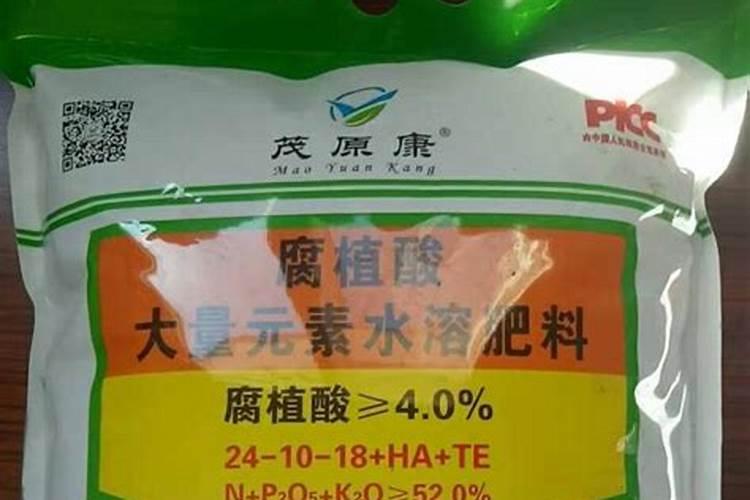 茂原康®
Mao Yuan Kang
PICC
腐植酸
大量元素水溶肥料
腐植酸≥4.0%
24-10-18+HA+TE
N+P₂O₅+K₂O≥52.0%